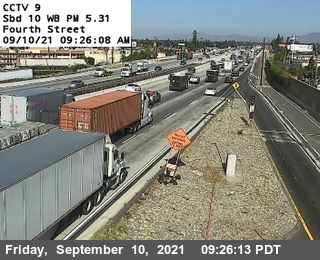 CCTV 9
Sbd 10 WB PM 5.31
Fourth Street
09/10/21 09:26:08 AM
Friday, September 10, 2021 09:26:13 PDT